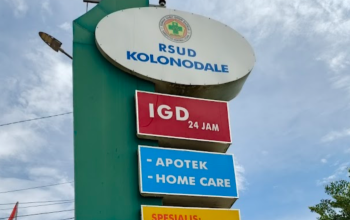 RSUD
KOLONODALE
IGD 24 JAM
- APOTEK
- HOME CARE
SPESIALIS: